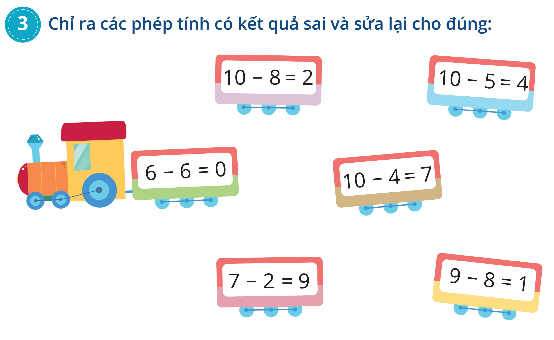 3 Chỉ ra các phép tính có kết quả sai và sửa lại cho đúng:
10 − 8 = 2
10 − 5 = 4
6 − 6 = 0
10 − 4 = 7
7 − 2 = 9
9 − 8 = 1